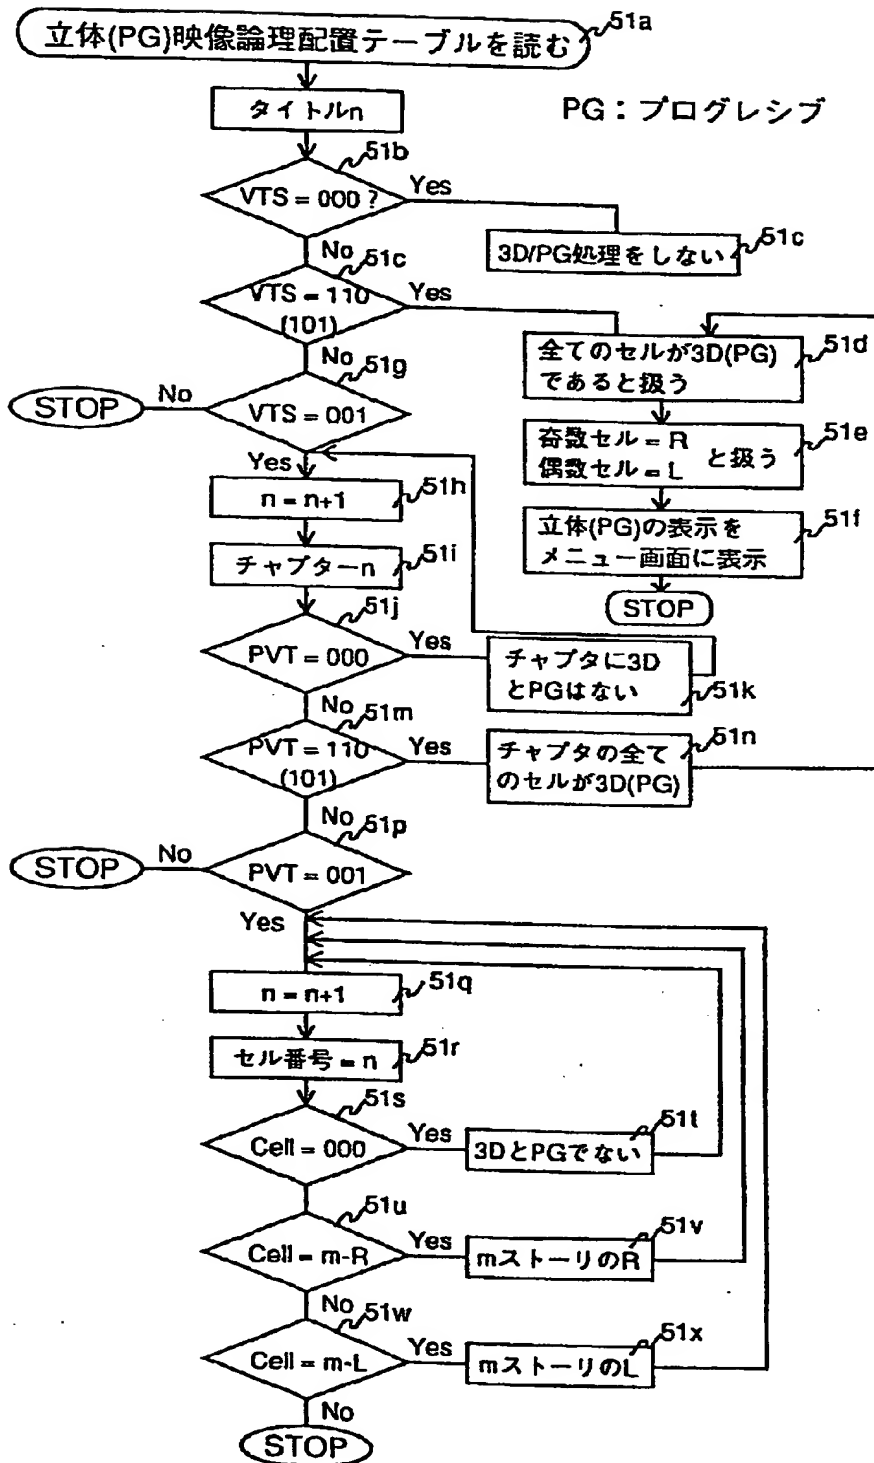 立体(PG)映像論理配置テーブルを読む
51a
タイトルn
PG：プログレシブ
51b
VTS = 000 ?
Yes
3D/PG処理をしない
51c
No
51c
VTS = 110
(101)
Yes
全てのセルが3D(PG)
であると扱う
51d
No
51g
STOP
No
VTS = 001
奇数セル = R
偶数セル = L
と扱う
51e
Yes
n = n+1
51h
立体(PG)の表示を
メニュー画面に表示
51f
STOP
チャプターn
51i
51j
PVT = 000
Yes
チャプタに3D
とPGはない
51k
No
51m
PVT = 110
(101)
Yes
チャプタの全て
のセルが3D(PG)
51n
No
51p
STOP
No
PVT = 001
Yes
n = n+1
51q
セル番号 = n
51r
51s
Cell = 000
Yes
3DとPGでない
51t
51u
Cell = m-R
Yes
mストーリのR
51v
No
51w
Cell = m-L
Yes
mストーリのL
51x
No
STOP